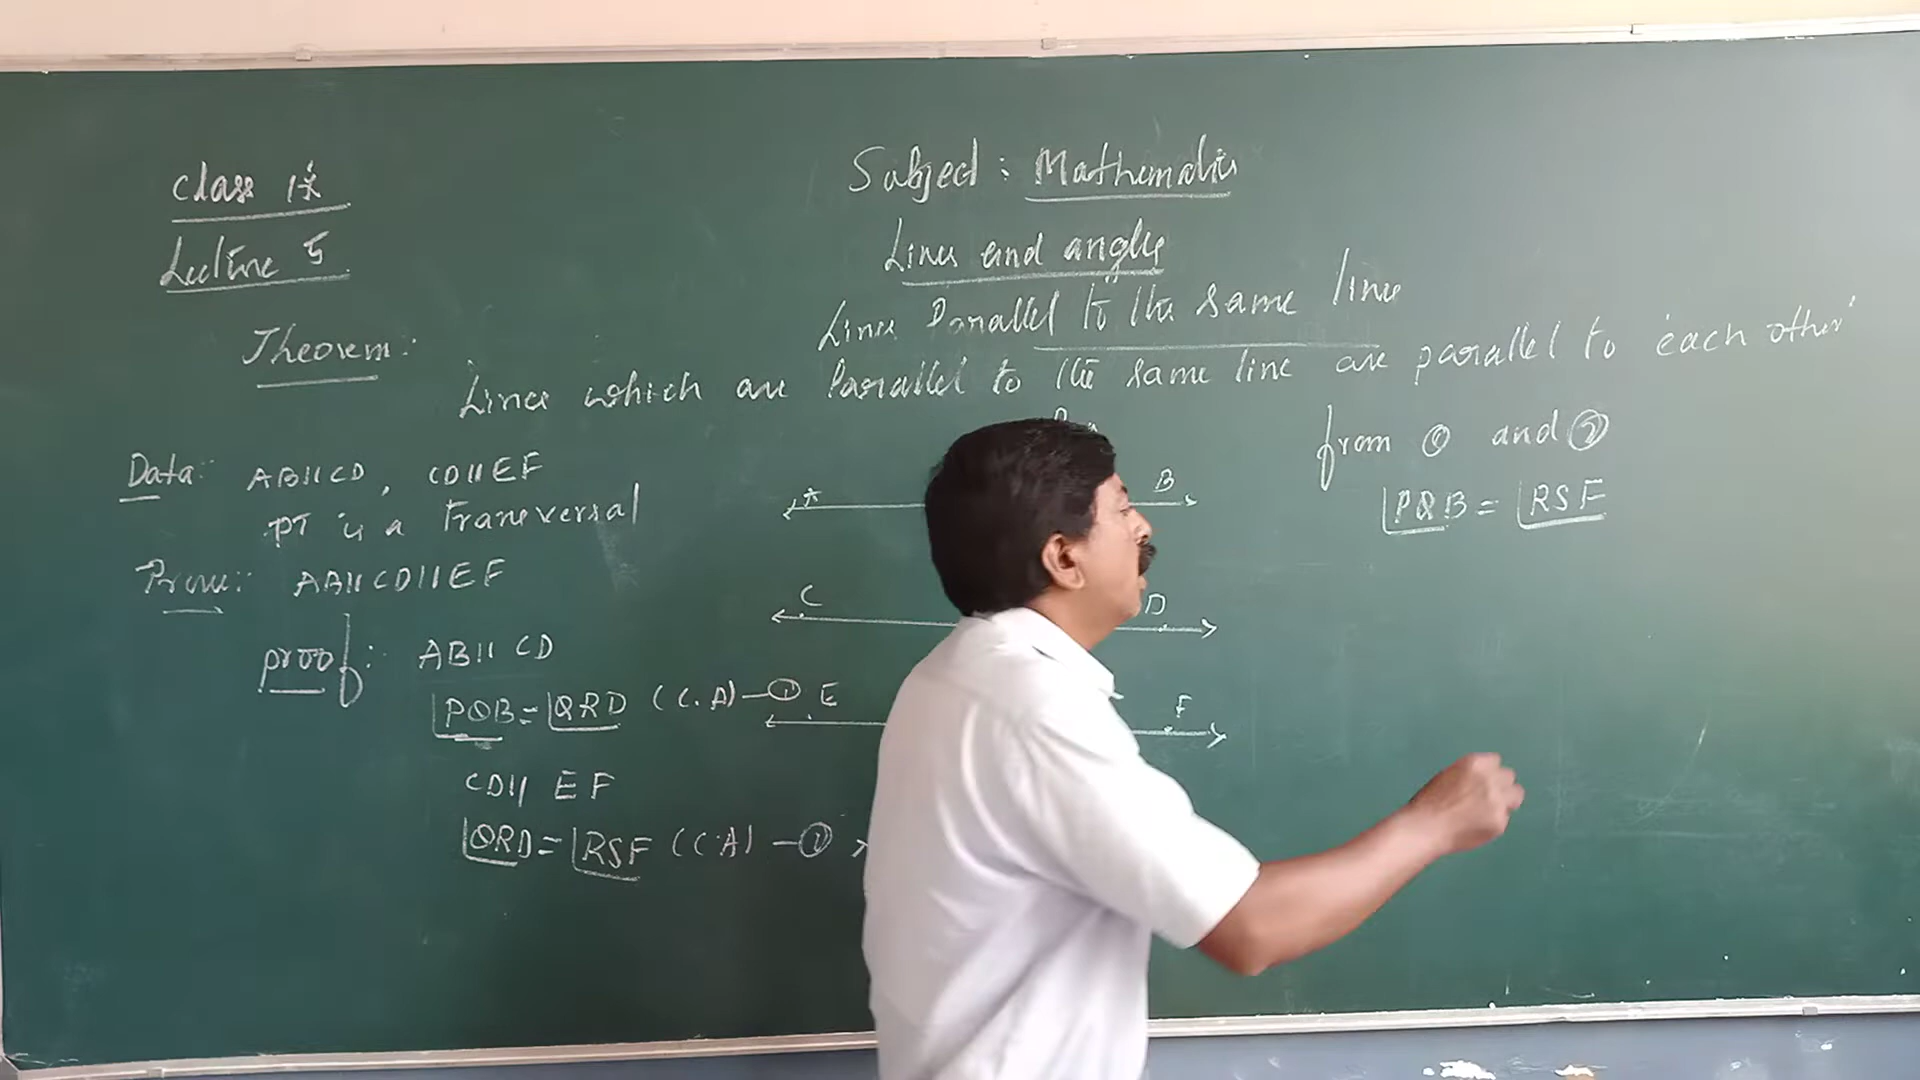 Class IX
Lecture 5
Subject : Mathematics
Lines and angles
Lines Parallel to the same line
Theorem:
Lines which are Parallel to the same line are parallel to each other
Data: AB||CD, CD||EF
PT is a transversal
Prove: AB||CD||EF
proof: AB|| CD
∠PQB=∠QRD (C.A)-①
CD|| EF
∠QRD=∠RSF (C.A) -②
A B
C D
E F
from ① and ②
∠PQB = ∠RSF